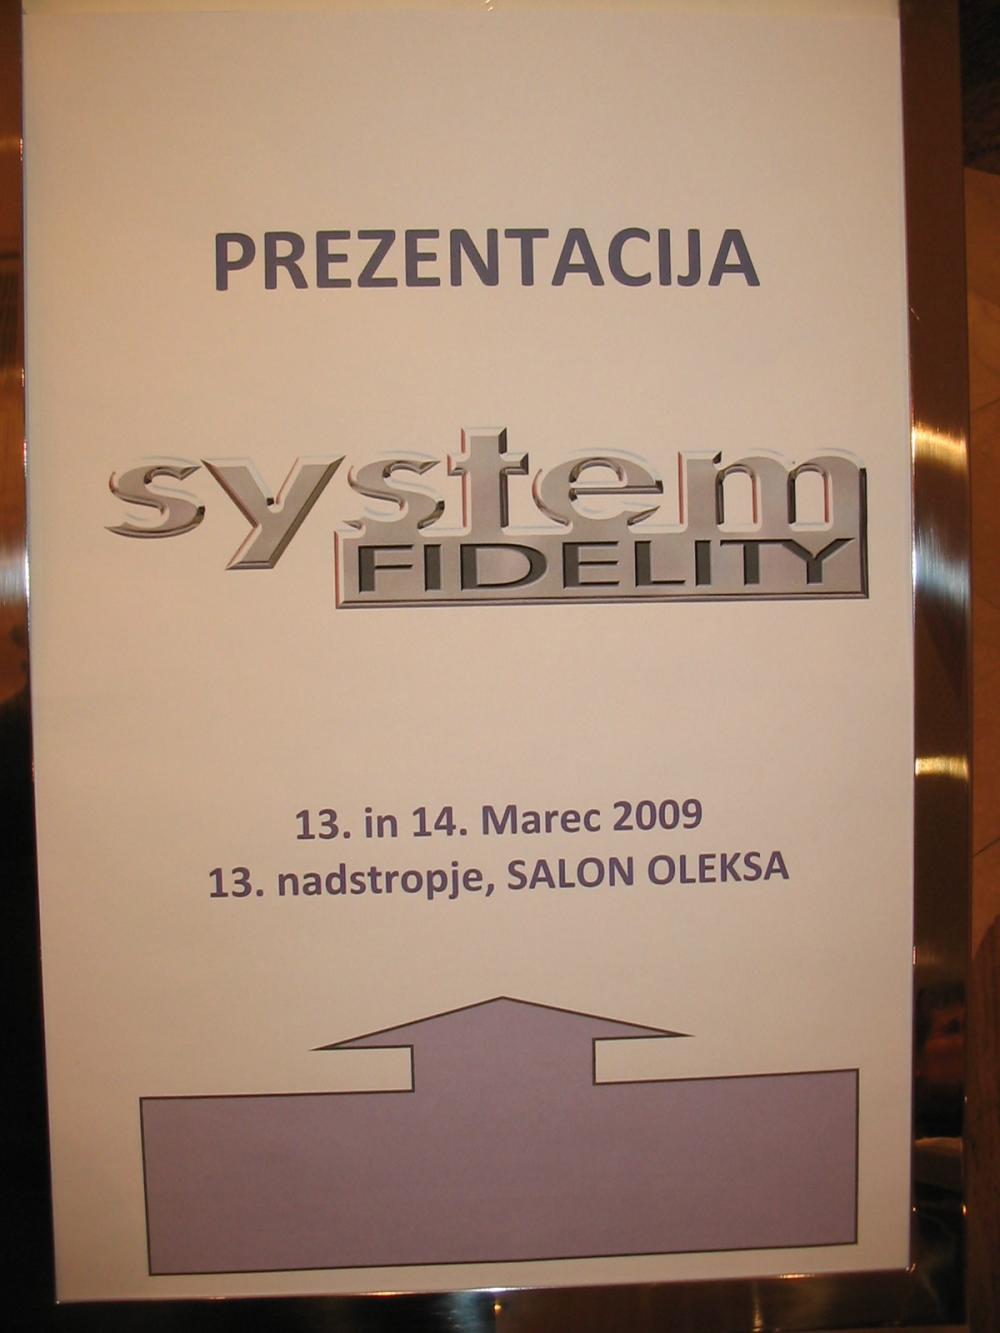 PREZENTACIJA
system
FIDELITY
13. in 14. Marec 2009
13. nadstropje, SALON OLEKSA